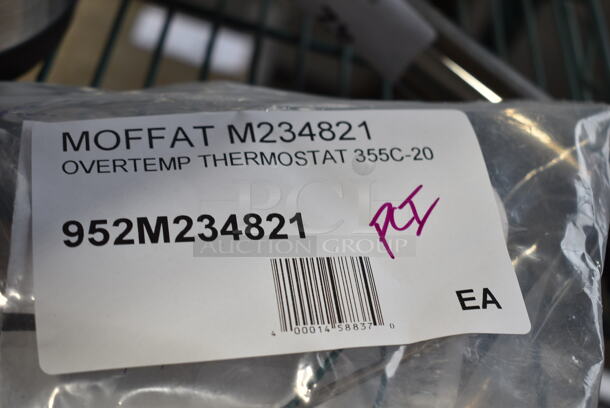 MOFFAT M234821
OVERTEMP THERMOSTAT 355C-20
952M234821
PCI
PCI
AUCTION GROUP
4 00014 58837 0
EA